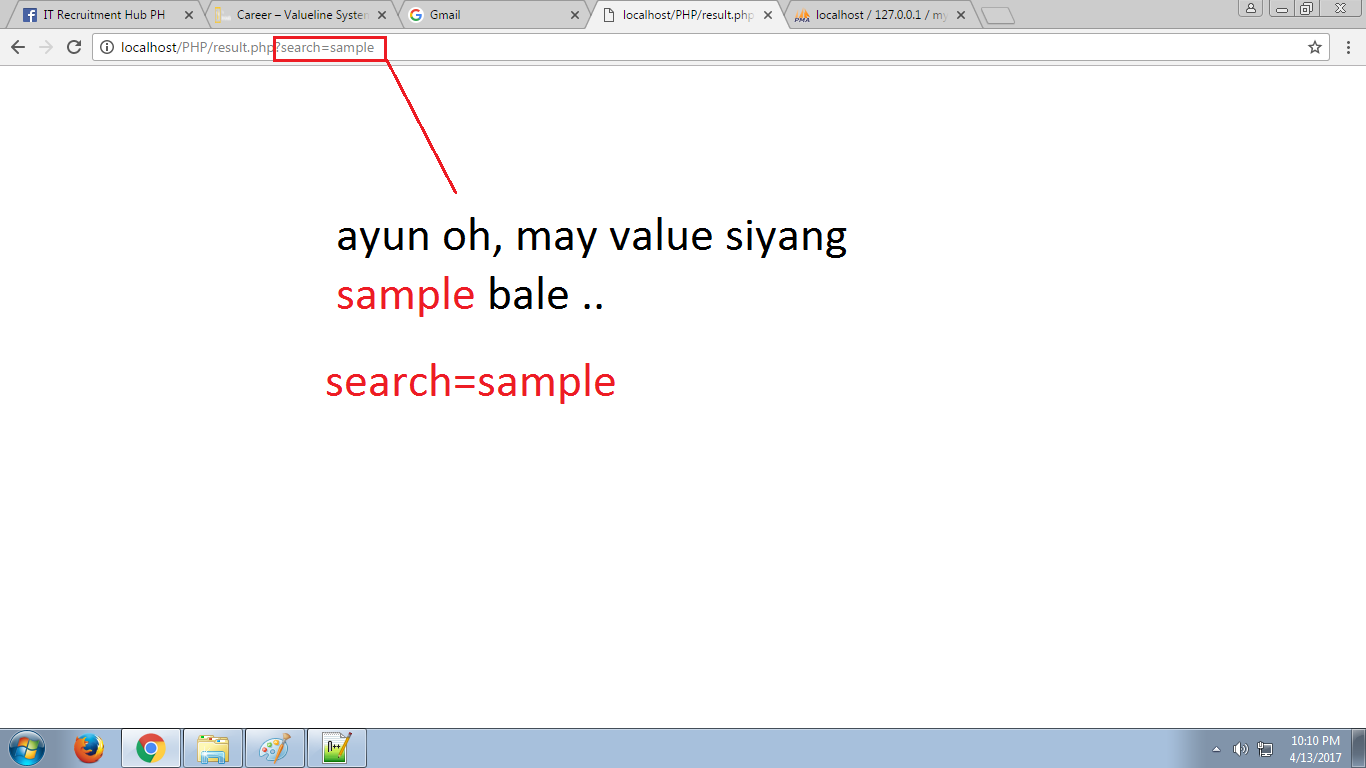 IT Recruitment Hub PH
Career – Valueline System
Gmail
localhost/PHP/result.php
localhost / 127.0.0.1 / my
localhost/PHP/result.php?search=sample
ayun oh, may value siyang
sample bale ..
search=sample
10:10 PM
4/13/2017